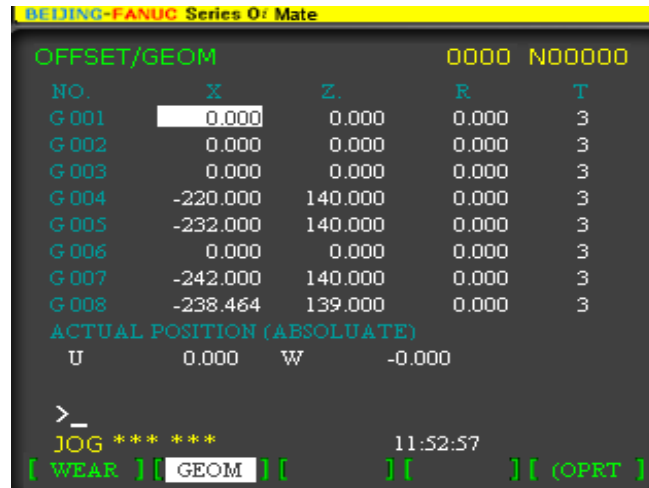 BEIJING-FANUC Series 0i Mate
OFFSET/GEOM 0000 N00000
NO. X Z. R T
G 001 0.000 0.000 0.000 3
G 002 0.000 0.000 0.000 3
G 003 0.000 0.000 0.000 3
G 004 -220.000 140.000 0.000 3
G 005 -232.000 140.000 0.000 3
G 006 0.000 0.000 0.000 3
G 007 -242.000 140.000 0.000 3
G 008 -238.464 139.000 0.000 3
ACTUAL POSITION (ABSOLUATE)
U 0.000 W -0.000
>_
JOG *** *** 11:52:57
[ WEAR ] [ GEOM ] [ ] [ ] [ (OPRT ]